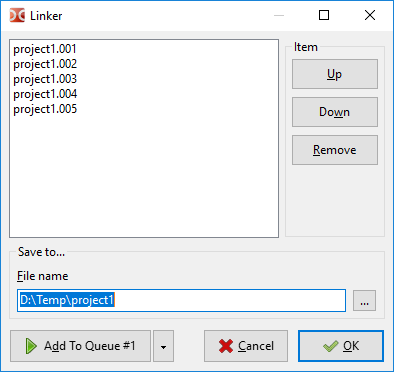 Linker
project1.001
project1.002
project1.003
project1.004
project1.005
Item
Up
Down
Remove
Save to...
File name
D:\Temp\project1
...
Add To Queue #1
Cancel
OK